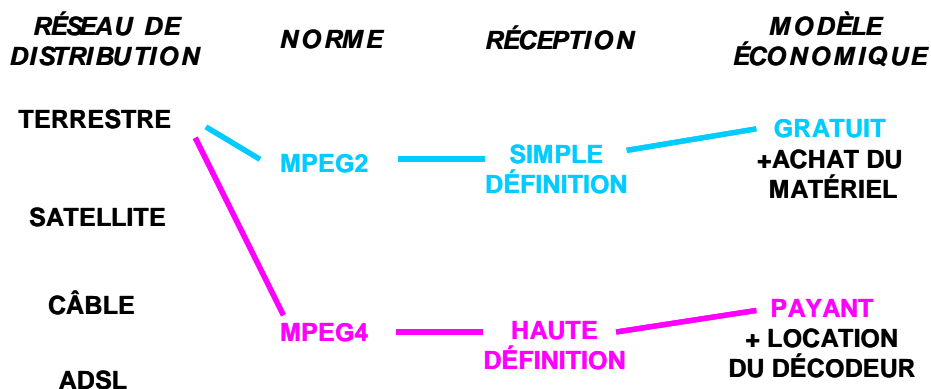 RÉSEAU DE
DISTRIBUTION
NORME
RÉCEPTION
MODÈLE
ÉCONOMIQUE
TERRESTRE
SATELLITE
CÂBLE
ADSL
MPEG2
SIMPLE
DÉFINITION
GRATUIT
+ACHAT DU
MATÉRIEL
MPEG4
HAUTE
DÉFINITION
PAYANT
+ LOCATION
DU DÉCODEUR